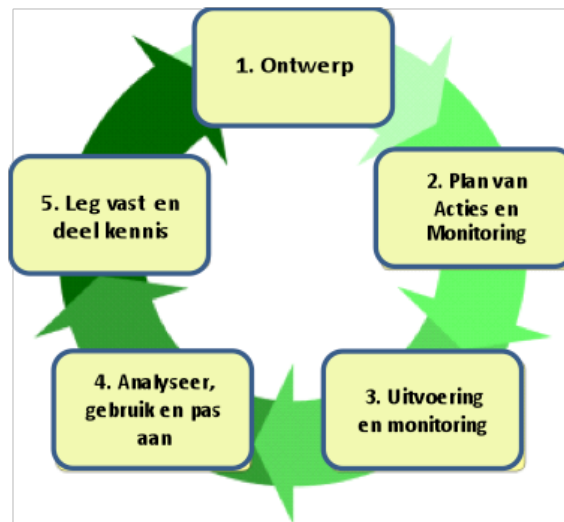 1. Ontwerp
2. Plan van
Acties en
Monitoring
3. Uitvoering
en monitoring
4. Analyseer,
gebruik en pas
aan
5. Leg vast en
deel kennis